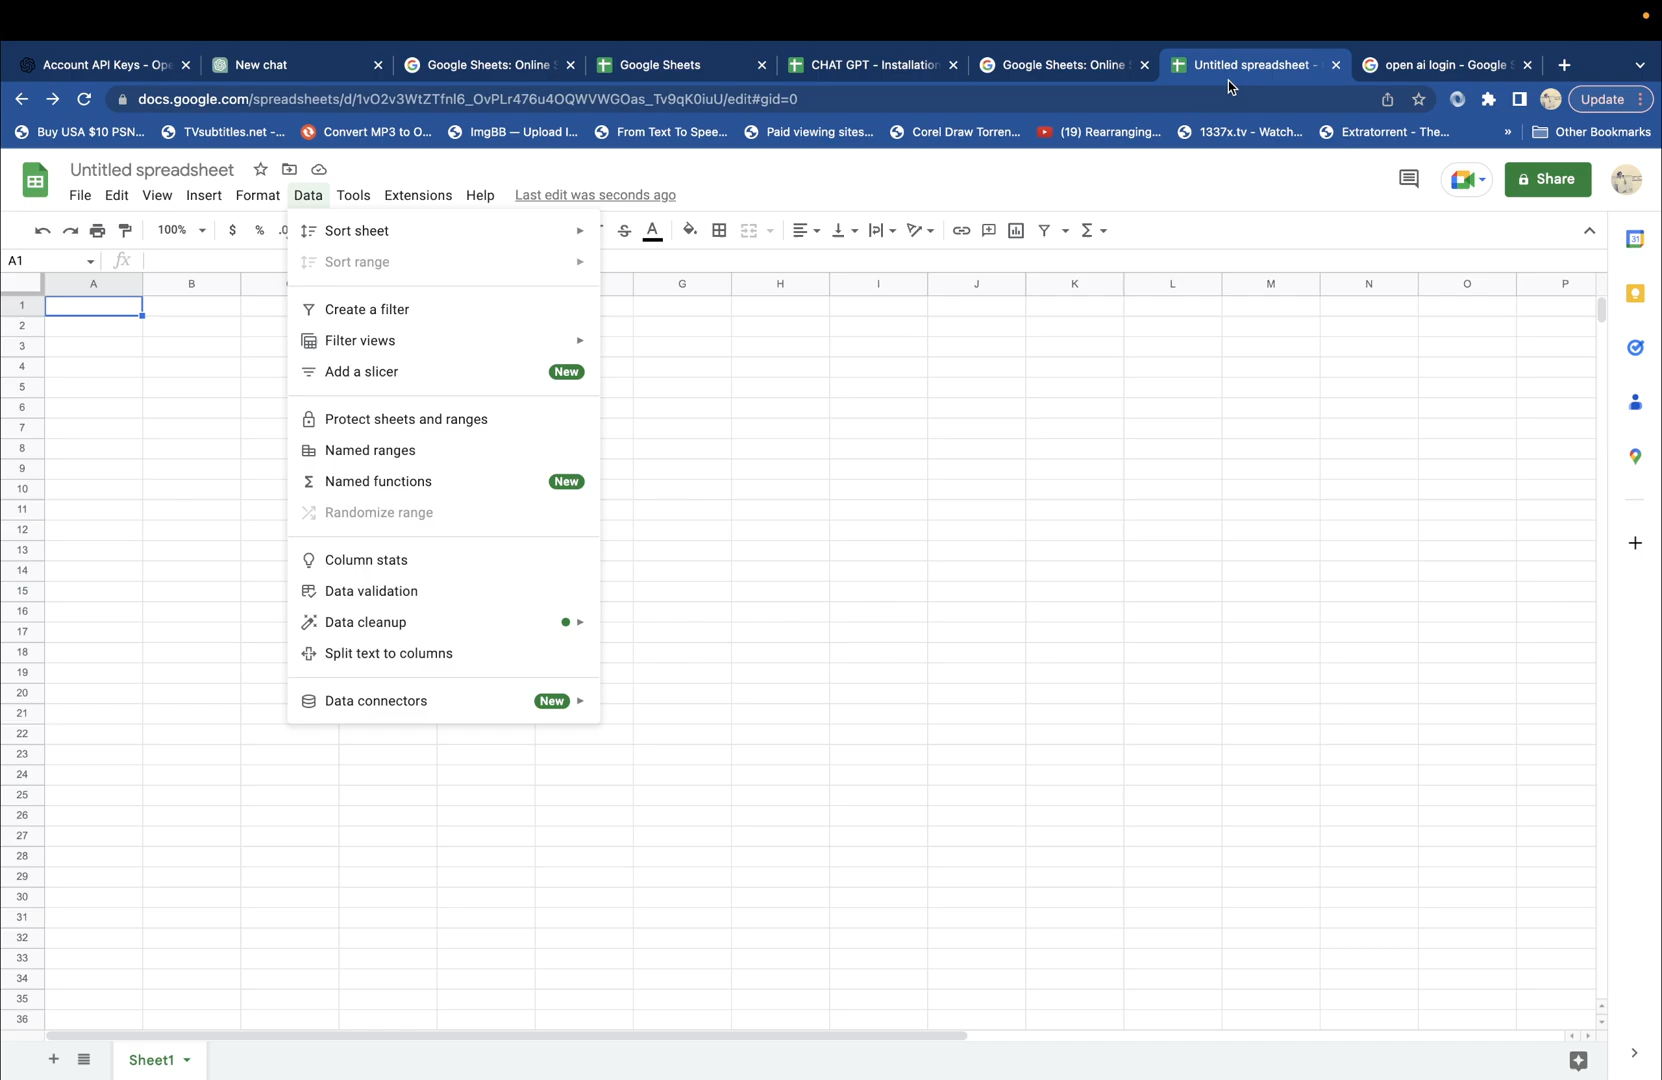 Account API Keys - Ope
New chat
Google Sheets: Online S
Google Sheets
CHAT GPT - Installation
Google Sheets: Online S
Untitled spreadsheet -
open ai login - Google S
docs.google.com/spreadsheets/d/1vO2v3WtZTfnl6_OvPLr476u4OQWVWGOas_Tv9qK0iuU/edit#gid=0
Update
Buy USA $10 PSN...
TVsubtitles.net -...
Convert MP3 to O...
ImgBB — Upload I...
From Text To Spee...
Paid viewing sites...
Corel Draw Torren...
(19) Rearranging...
1337x.tv - Watch...
Extratorrent - The...
»
Other Bookmarks
Untitled spreadsheet
File Edit View Insert Format Data Tools Extensions Help Last edit was seconds ago
Share
100% $ % .0
A1
fx
A B G H I J K L M N O P
1
2
3
4
5
6
7
8
9
10
11
12
13
14
15
16
17
18
19
20
21
22
23
24
25
26
27
28
29
30
31
32
33
34
35
36
Sort sheet
Sort range
Create a filter
Filter views
Add a slicer New
Protect sheets and ranges
Named ranges
Named functions New
Randomize range
Column stats
Data validation
Data cleanup
Split text to columns
Data connectors New
31
Sheet1